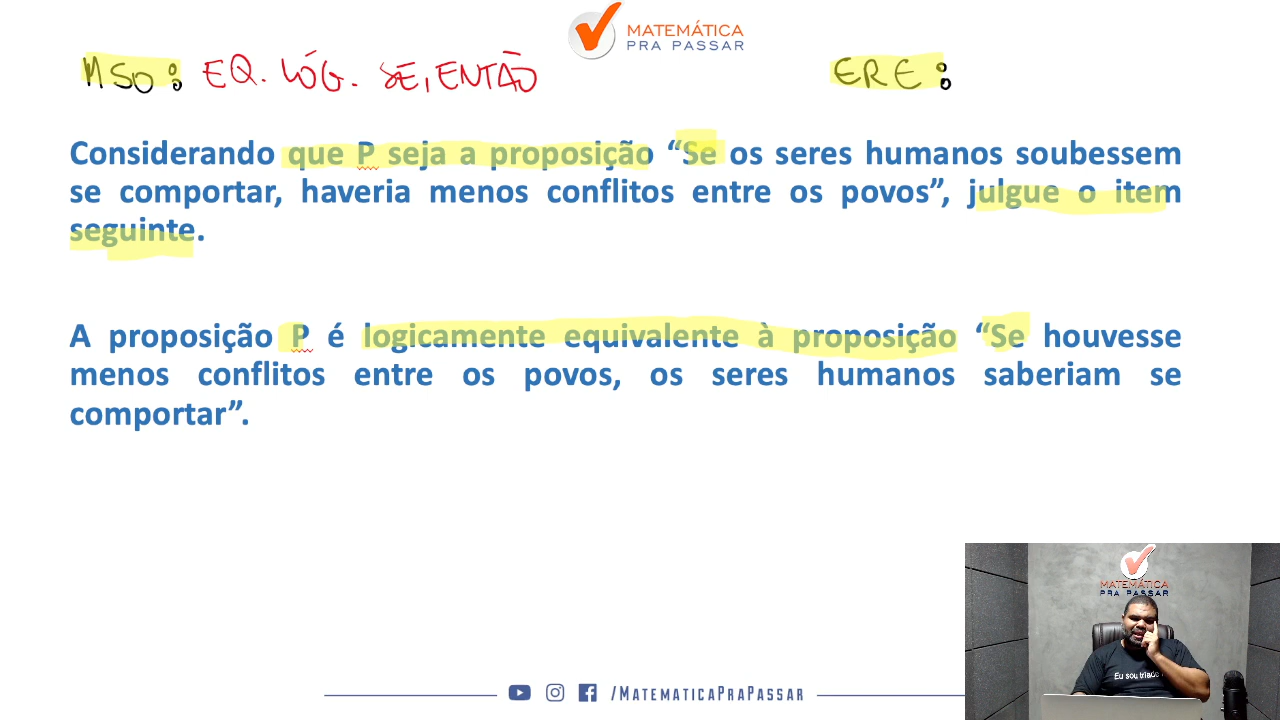 MATEMÁTICA
PRA PASSAR
MSO: EQ. LÓG. SE, ENTÃO
ERE:
Considerando que P seja a proposição “Se os seres humanos soubessem
se comportar, haveria menos conflitos entre os povos”, julgue o item
seguinte.
A proposição P é logicamente equivalente à proposição “Se houvesse
menos conflitos entre os povos, os seres humanos saberiam se
comportar”.
MATEMÁTICA
PRA PASSAR
Eu sou
/MATEMATICAPRAPASSAR